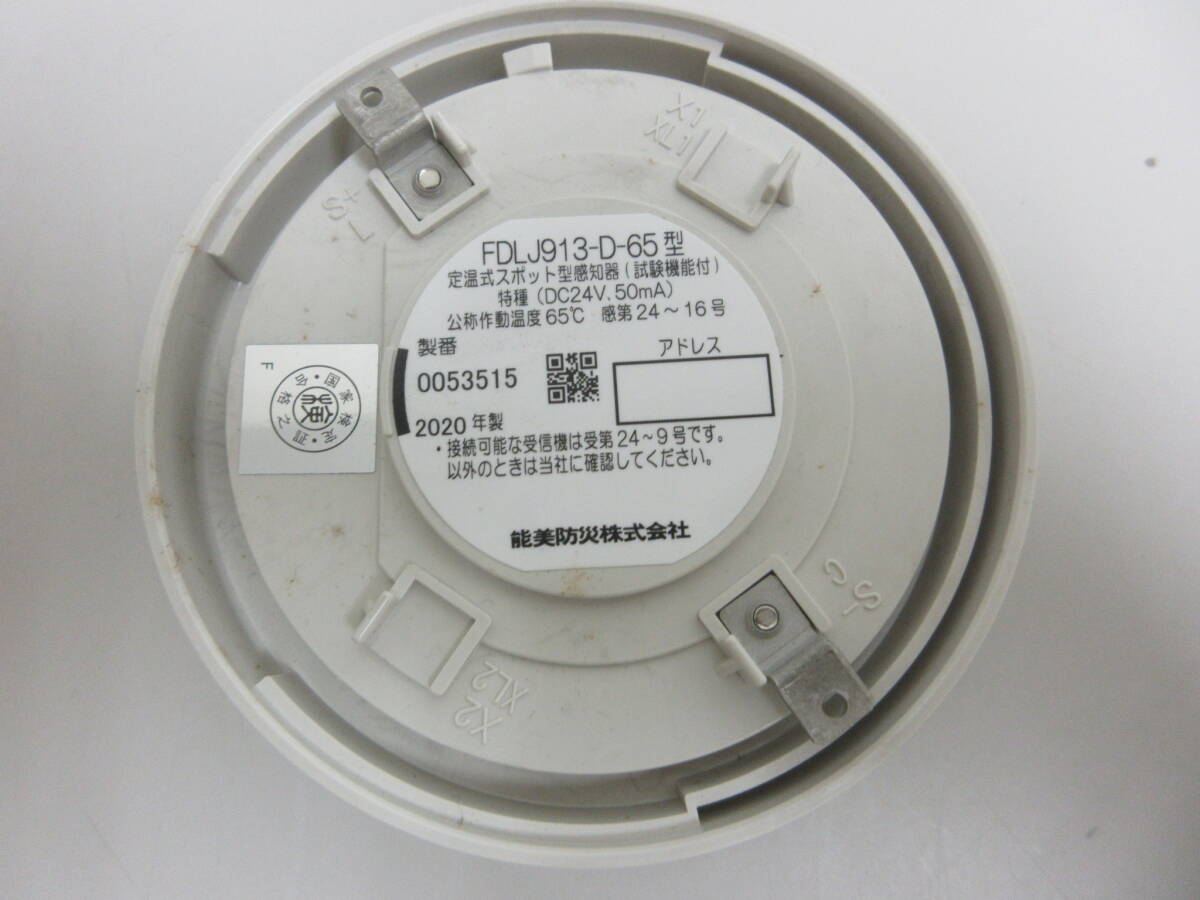 X1
XL1
S+
L
FDLJ913-D-65型
定温式スポット型感知器(試験機能付)
特種(DC24V、50mA)
公称作動温度65℃ 感第24～16号
製番
アドレス
0053515
2020年製
・接続可能な受信機は受第24～9号です。
以外のときは当社に確認してください。
能美防災株式会社
F
国家検定
合格之
検
S-
C
X2
XL2